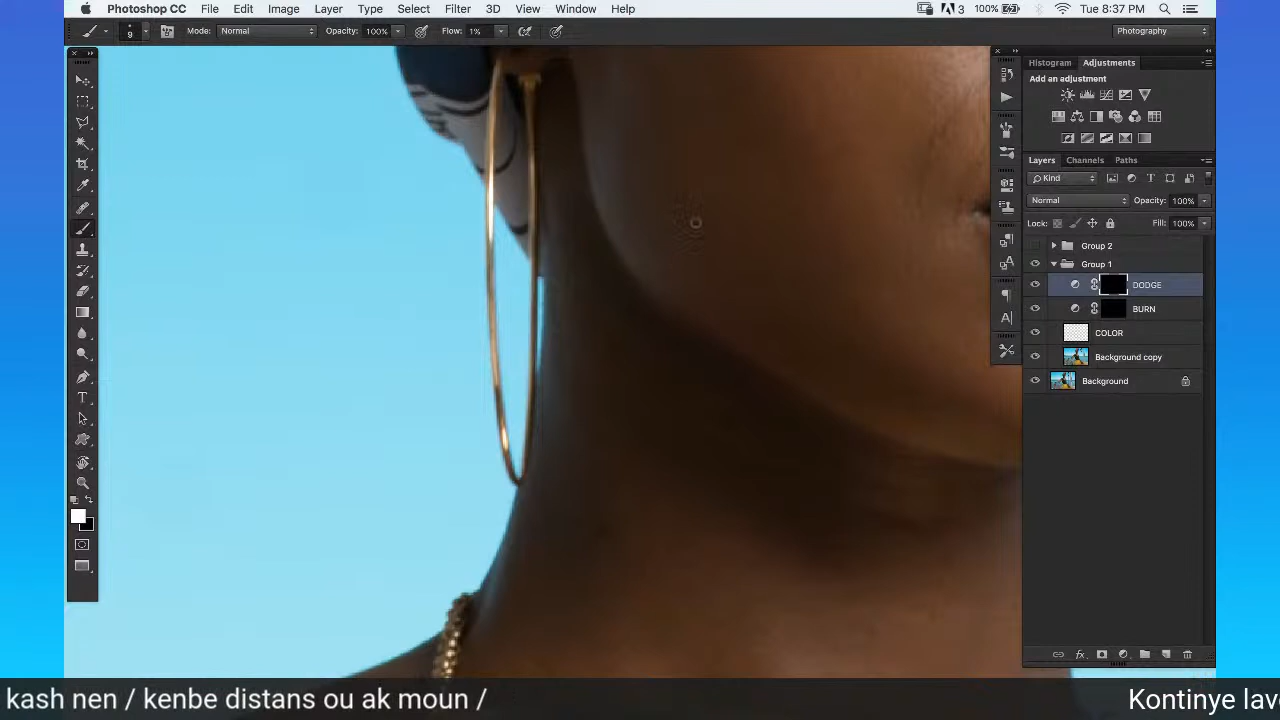 Photoshop CC File Edit Image Layer Type Select Filter 3D View Window Help 3 100% Tue 8:37 PM
9 Mode: Normal Opacity: 100% Flow: 1% Photography
Histogram Adjustments
Add an adjustment
Layers Channels Paths
Kind T
Normal Opacity: 100%
Lock: Fill: 100%
Group 2
Group 1
DODGE
BURN
COLOR
Background copy
Background
kash nen / kenbe distans ou ak moun / Kontinye lav